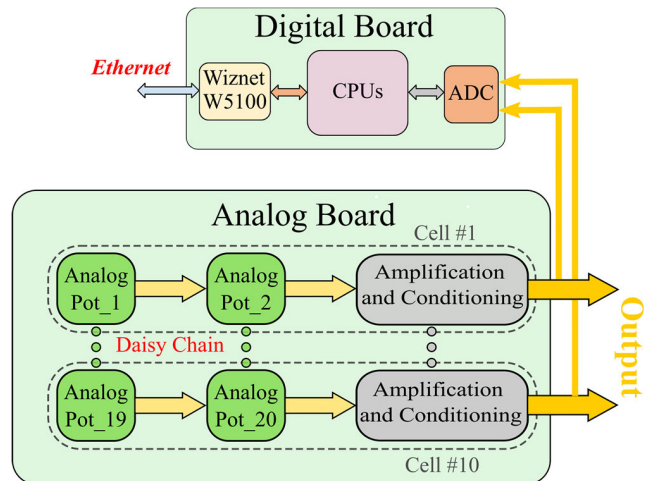 Digital Board
Ethernet
Wiznet
W5100
CPUs
ADC
Analog Board
Cell #1
Analog
Pot_1
Analog
Pot_2
Amplification
and Conditioning
Daisy Chain
Analog
Pot_19
Analog
Pot_20
Amplification
and Conditioning
Cell #10
Output